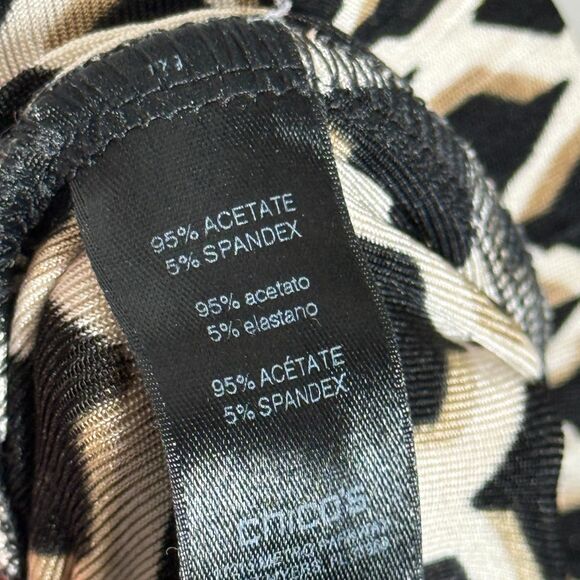 95% ACETATE
5% SPANDEX
95% acetato
5% elastano
95% ACÉTATE
5% SPANDEX
chico's